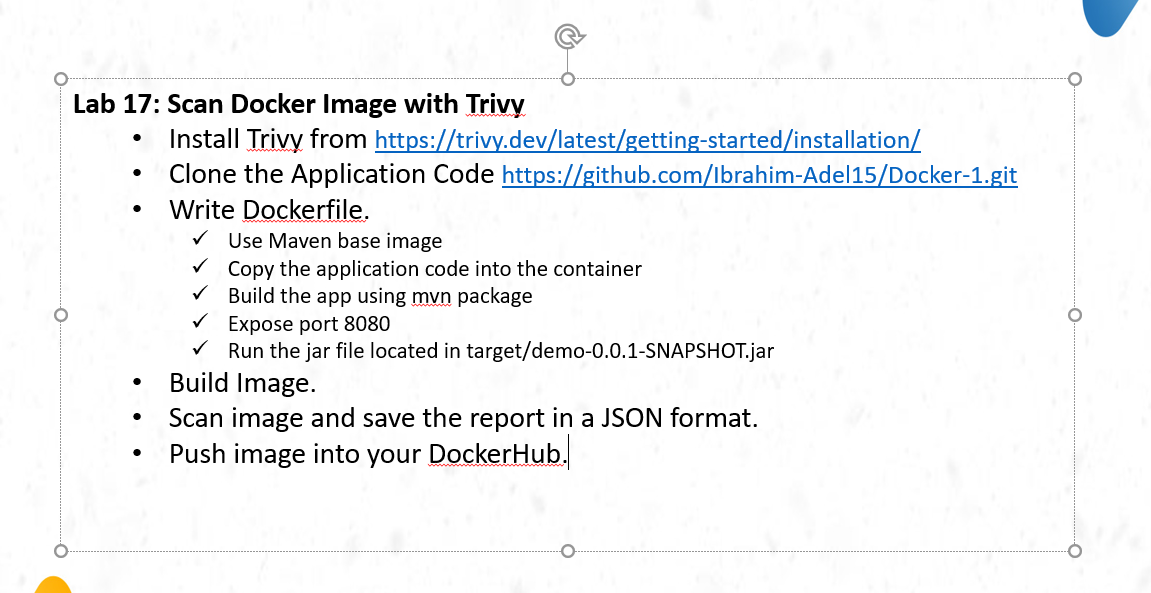 Lab 17: Scan Docker Image with Trivy
• Install Trivy from https://trivy.dev/latest/getting-started/installation/
• Clone the Application Code https://github.com/Ibrahim-Adel15/Docker-1.git
• Write Dockerfile.
✓ Use Maven base image
✓ Copy the application code into the container
✓ Build the app using mvn package
✓ Expose port 8080
✓ Run the jar file located in target/demo-0.0.1-SNAPSHOT.jar
• Build Image.
• Scan image and save the report in a JSON format.
• Push image into your DockerHub.